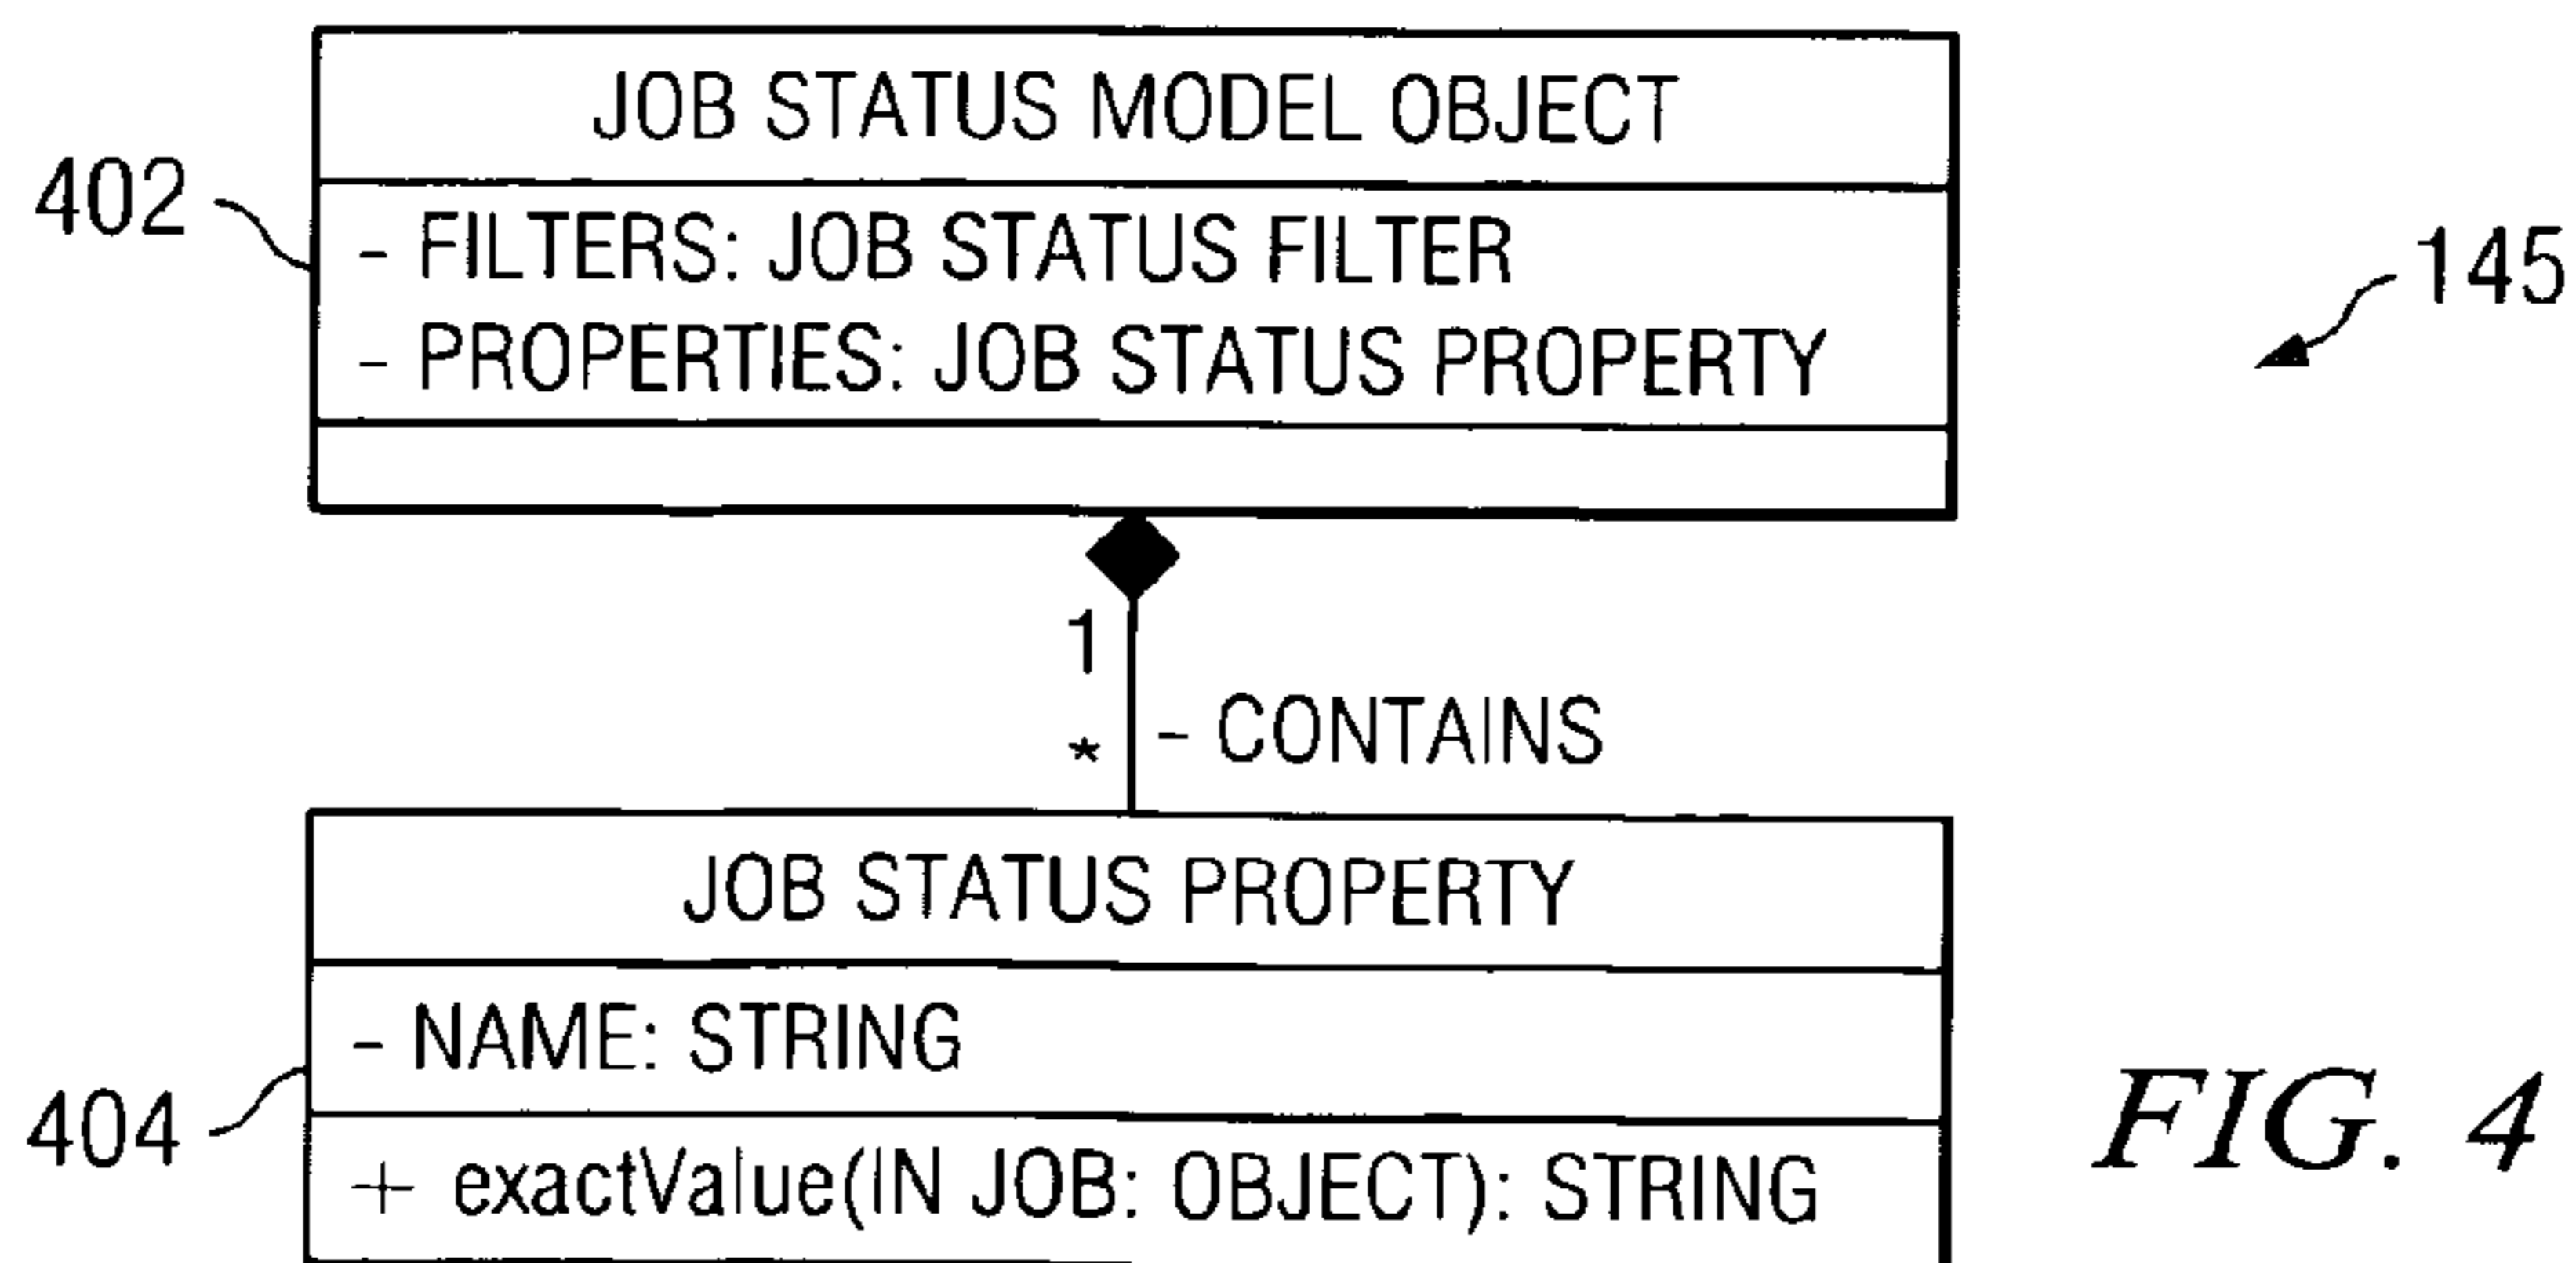 JOB STATUS MODEL OBJECT
402
- FILTERS: JOB STATUS FILTER
- PROPERTIES: JOB STATUS PROPERTY
145
1
* - CONTAINS
JOB STATUS PROPERTY
- NAME: STRING
404
+ exactValue(IN JOB: OBJECT): STRING
FIG. 4